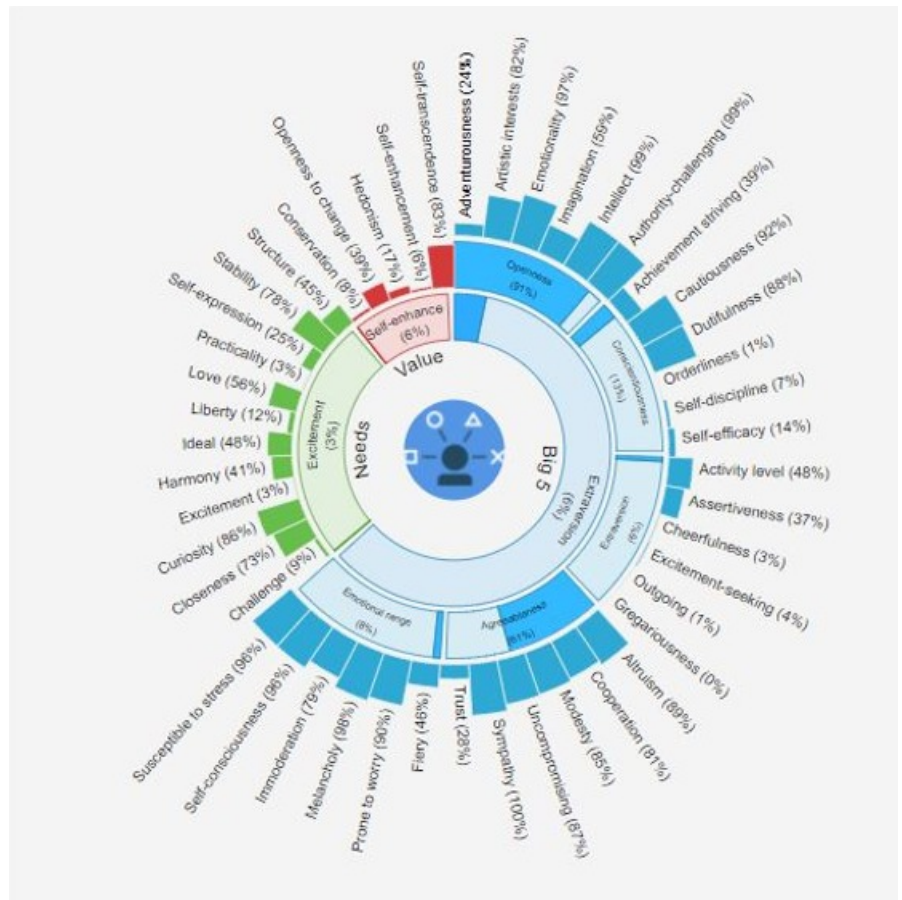 Adventurousness (24%)
Artistic interests (82%)
Emotionality (97%)
Imagination (59%)
Intellect (99%)
Authority-challenging (99%)
Achievement striving (39%)
Cautiousness (92%)
Dutifulness (88%)
Orderliness (1%)
Self-discipline (7%)
Self-efficacy (14%)
Activity level (48%)
Assertiveness (37%)
Cheerfulness (3%)
Excitement-seeking (4%)
Outgoing (1%)
Gregariousness (0%)
Altruism (89%)
Cooperation (81%)
Modesty (85%)
Uncompromising (87%)
Sympathy (100%)
Trust (28%)
Fiery (46%)
Prone to worry (90%)
Melancholy (98%)
Immoderation (79%)
Self-consciousness (96%)
Susceptible to stress (96%)
Challenge (9%)
Closeness (73%)
Curiosity (86%)
Excitement (3%)
Harmony (41%)
Ideal (48%)
Liberty (12%)
Love (56%)
Practicality (3%)
Self-expression (25%)
Stability (78%)
Structure (45%)
Conservation (8%)
Openness to change (39%)
Hedonism (17%)
Self-enhancement (6%)
Self-transcendence (83%)
Openness
(91%)
Conscientiousness
(13%)
Extraversion
(6%)
Agreeableness
(61%)
Emotional range
(8%)
Extraversion
(6%)
Excitement
(3%)
Self-enhance
(6%)
Value
Needs
Big 5